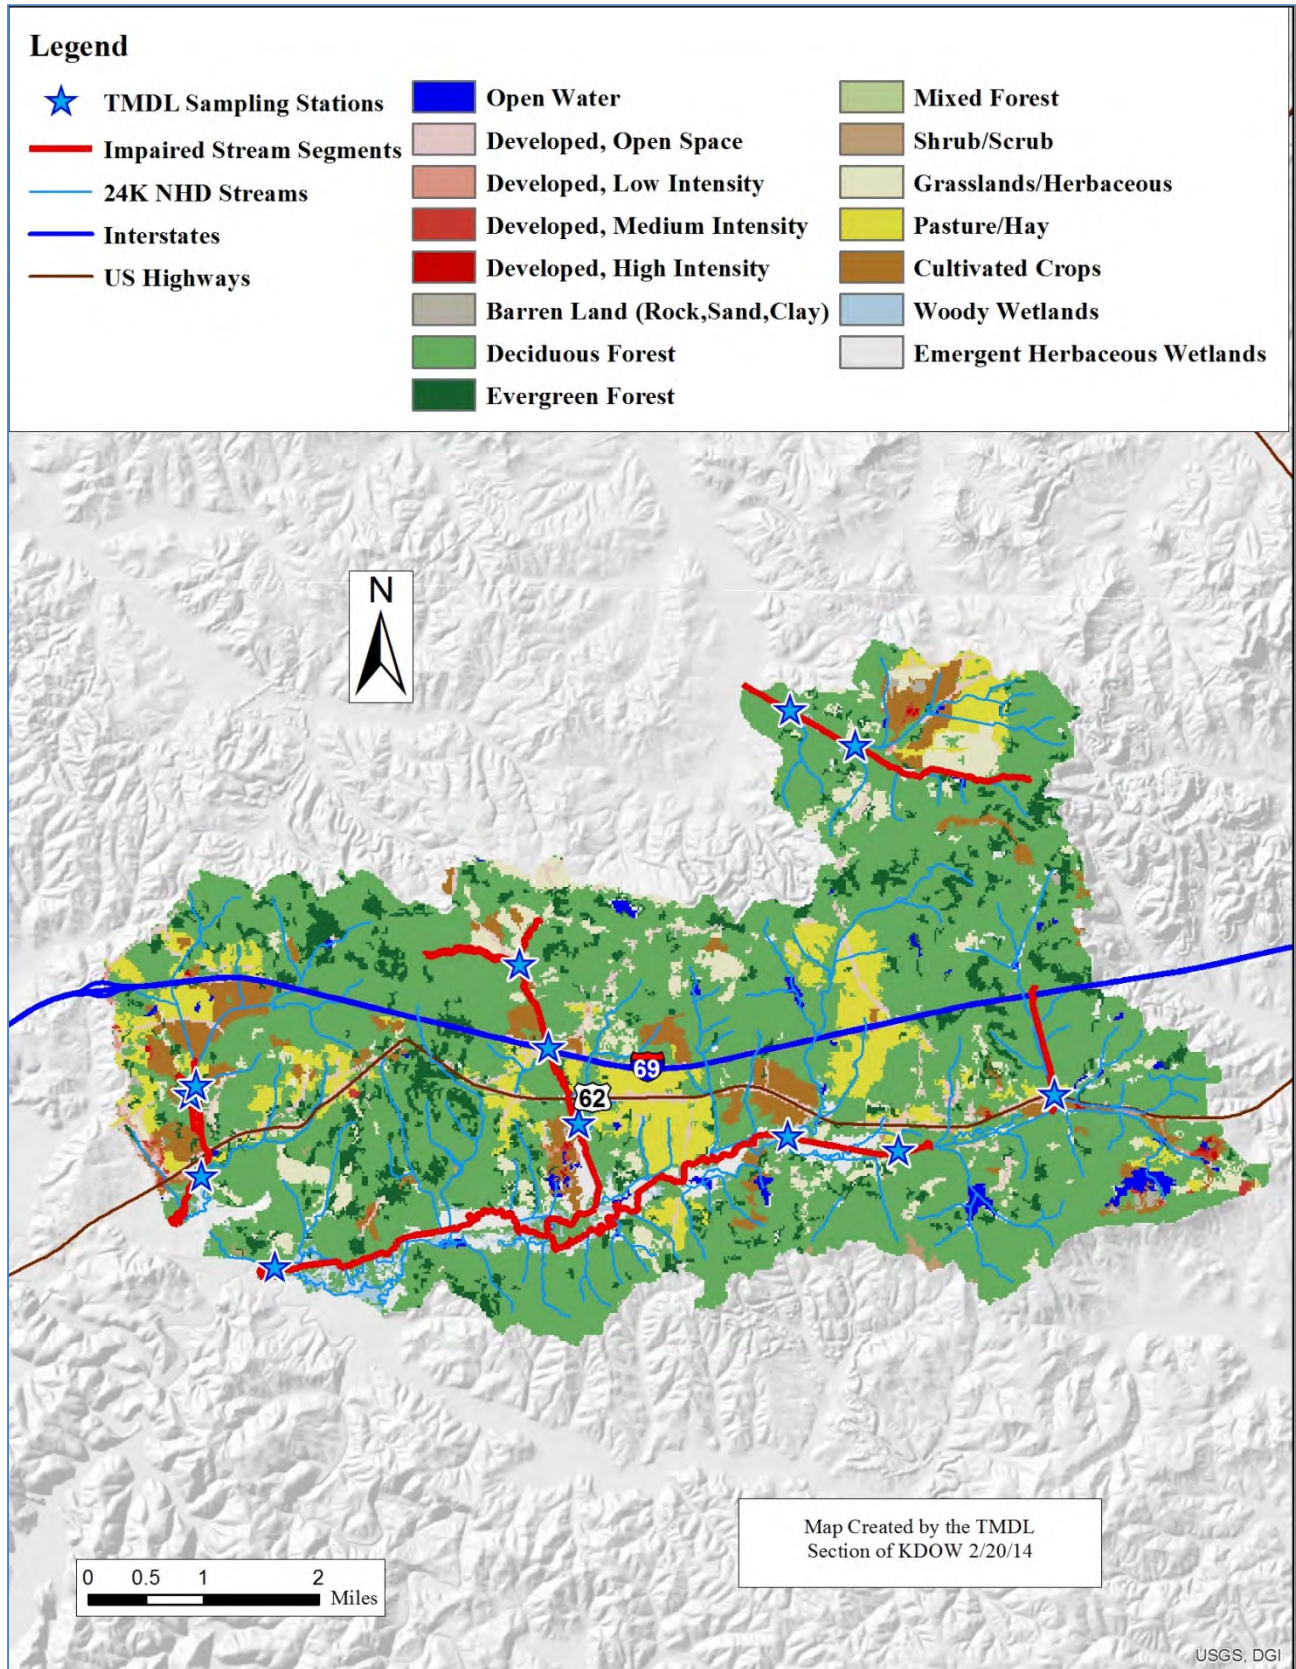 Legend
TMDL Sampling Stations
Impaired Stream Segments
24K NHD Streams
Interstates
US Highways
Open Water
Developed, Open Space
Developed, Low Intensity
Developed, Medium Intensity
Developed, High Intensity
Barren Land (Rock,Sand,Clay)
Deciduous Forest
Evergreen Forest
Mixed Forest
Shrub/Scrub
Grasslands/Herbaceous
Pasture/Hay
Cultivated Crops
Woody Wetlands
Emergent Herbaceous Wetlands
N
69
62
Map Created by the TMDL
Section of KDOW 2/20/14
0 0.5 1 2
Miles
USGS, DGI